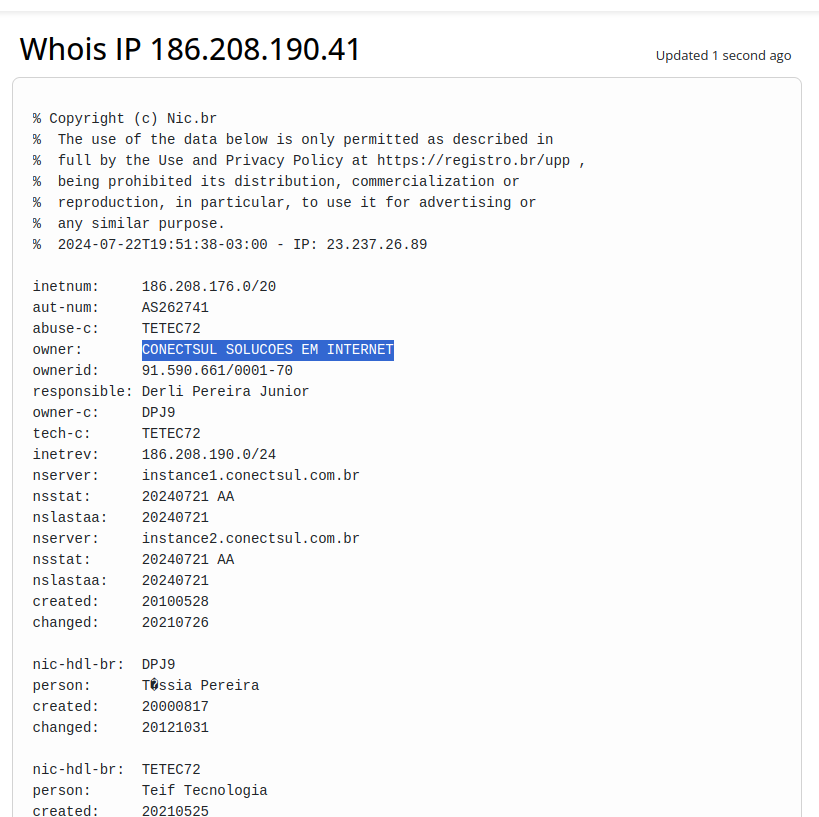 Whois IP 186.208.190.41
Updated 1 second ago
% Copyright (c) Nic.br
%  The use of the data below is only permitted as described in
%  full by the Use and Privacy Policy at https://registro.br/upp ,
%  being prohibited its distribution, commercialization or
%  reproduction, in particular, to use it for advertising or
%  any similar purpose.
%  2024-07-22T19:51:38-03:00 - IP: 23.237.26.89
inetnum:     186.208.176.0/20
aut-num:     AS262741
abuse-c:     TETEC72
owner:       CONECTSUL SOLUCOES EM INTERNET
ownerid:     91.590.661/0001-70
responsible: Derli Pereira Junior
owner-c:     DPJ9
tech-c:      TETEC72
inetrev:     186.208.190.0/24
nserver:     instance1.conectsul.com.br
nsstat:      20240721 AA
nslastaa:    20240721
nserver:     instance2.conectsul.com.br
nsstat:      20240721 AA
nslastaa:    20240721
created:     20100528
changed:     20210726
nic-hdl-br:  DPJ9
person:      T�ssia Pereira
created:     20000817
changed:     20121031
nic-hdl-br:  TETEC72
person:      Teif Tecnologia
created:     20210525